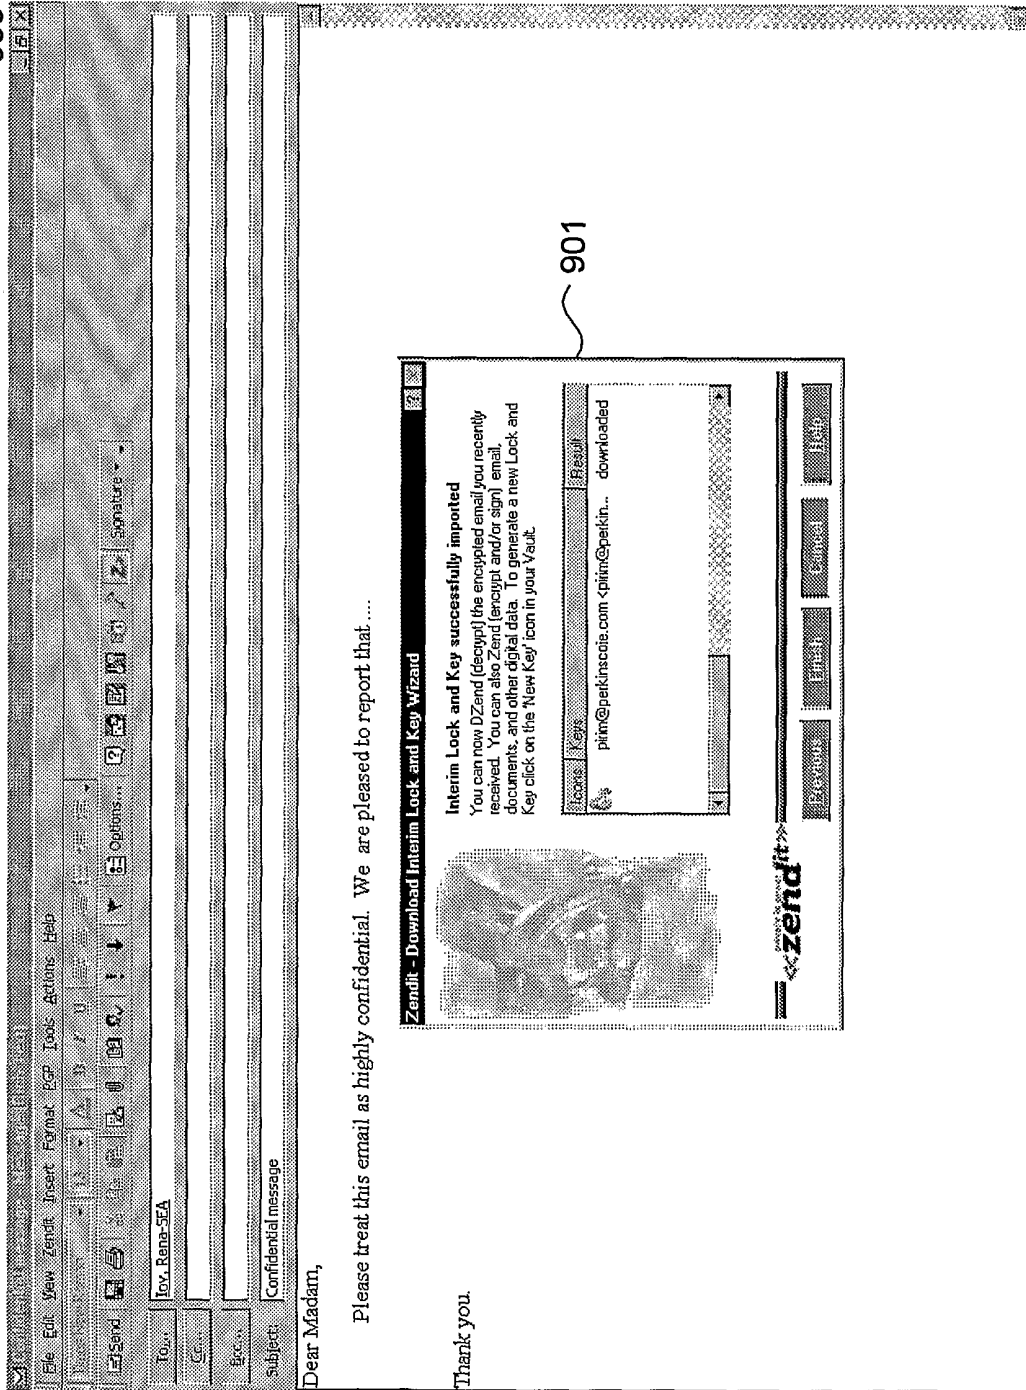 File Edit View Zendit Insert Format PGP Tools Actions Help
Send
Options...
Signature
To...
Iov, Rena-SEA
Cc...
Bcc...
Subject:
Confidential message
Dear Madam,
Please treat this email as highly confidential. We are pleased to report that ....
Thank you.
901
Zendit - Download Interim Lock and Key Wizard
Interim Lock and Key successfully imported
You can now DZend (decrypt) the encrypted email you recently
received. You can also Zend (encrypt and/or sign) email,
documents, and other digital data. To generate a new Lock and
Key click on the 'New Key' icon in your Vault.
Icons Keys Result
pirim@perkinscoie.com <pirim@perkin... downloaded
<<zend it>>
Previous
Finish
Cancel
Help